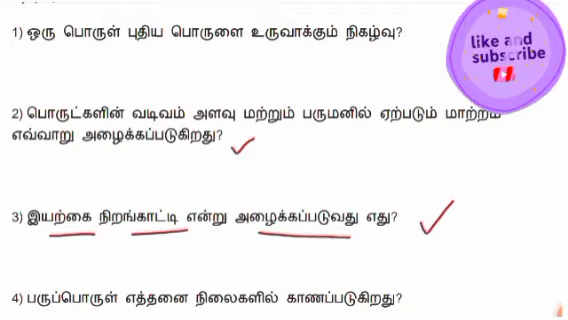 1) ஒரு பொருள் புதிய பொருளை உருவாக்கும் நிகழ்வு?
like and
subscribe
2) பொருட்களின் வடிவம் அளவு மற்றும் பருமனில் ஏற்படும் மாற்றம்
எவ்வாறு அழைக்கப்படுகிறது?
3) இயற்கை நிறங்காட்டி என்று அழைக்கப்படுவது எது?
4) பருப்பொருள் எத்தனை நிலைகளில் காணப்படுகிறது?